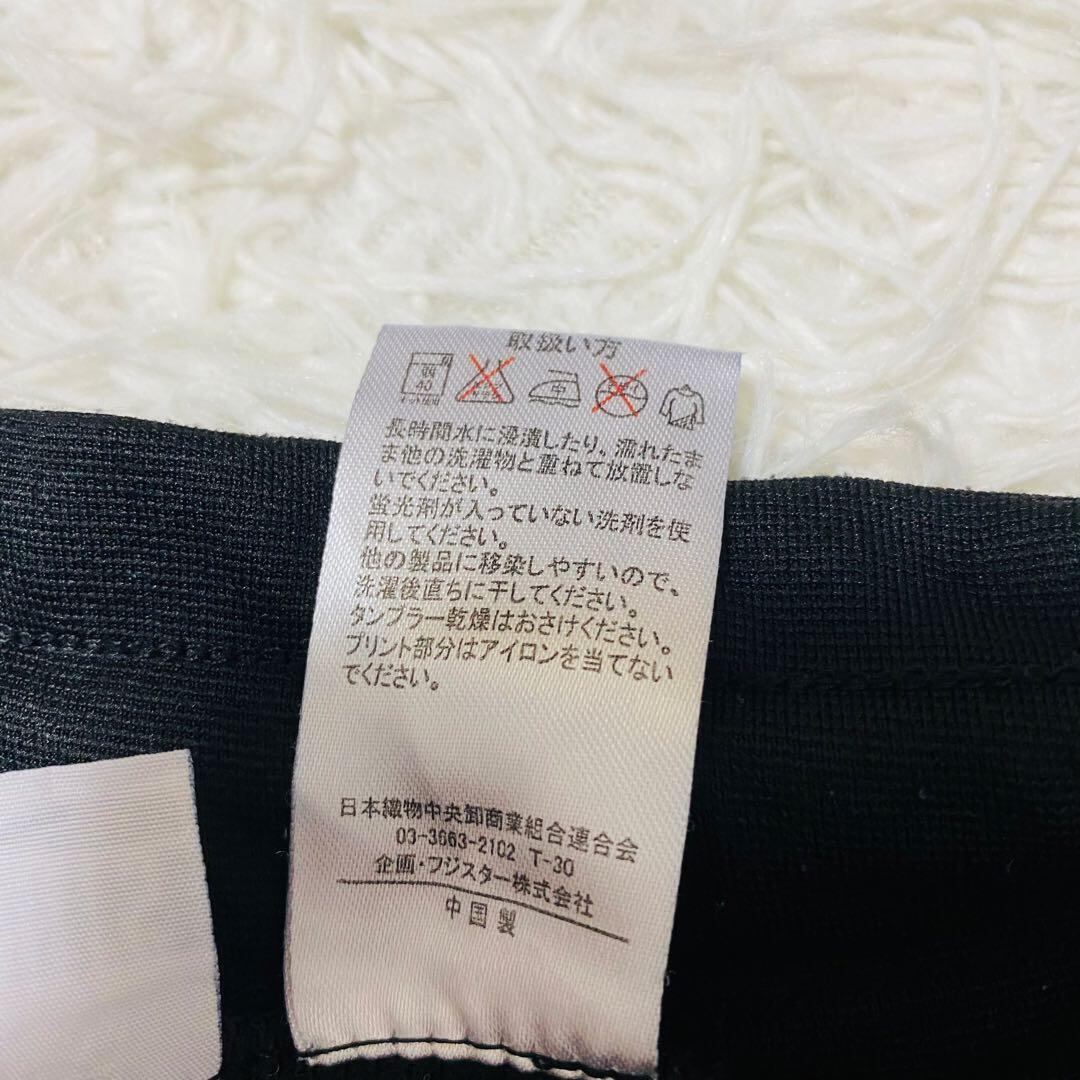 取扱い方
弱
40
中
長時間水に浸漬したり、濡れたま
ま他の洗濯物と重ねて放置しな
いでください。
蛍光剤が入っていない洗剤を使
用してください。
他の製品に移染しやすいので、
洗濯後直ちに干してください。
タンブラー乾燥はおさけください。
プリント部分はアイロンを当てない
でください。
日本織物中央卸商業組合連合会
03-3663-2102 T-30
企画・フジスター株式会社
中国製